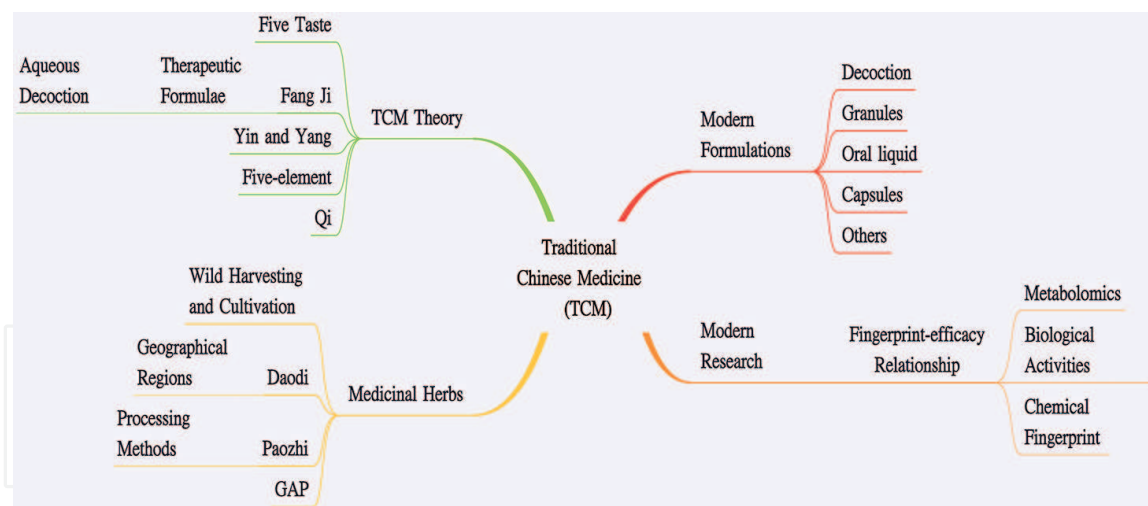 Five Taste
Aqueous
Decoction
Therapeutic
Formulae
Fang Ji
Yin and Yang
Five-element
Qi
TCM Theory
Wild Harvesting
and Cultivation
Geographical
Regions
Daodi
Processing
Methods
Paozhi
GAP
Medicinal Herbs
Traditional
Chinese Medicine
(TCM)
Modern
Formulations
Decoction
Granules
Oral liquid
Capsules
Others
Modern
Research
Fingerprint-efficacy
Relationship
Metabolomics
Biological
Activities
Chemical
Fingerprint